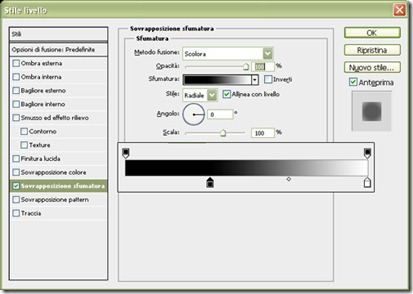 Stile livello
Stili
Opzioni di fusione: Predefinite
Ombra esterna
Ombra interna
Bagliore esterno
Bagliore interno
Smusso ed effetto rilievo
Contorno
Texture
Finitura lucida
Sovrapposizione colore
Sovrapposizione sfumatura
Sovrapposizione pattern
Traccia
Sovrapposizione sfumatura
Sfumatura
Metodo fusione: Scolora
Opacità: 100 %
Sfumatura: Inverti
Stile: Radiale Allinea con livello
Angolo: 0 °
Scala: 100 %
OK
Ripristina
Nuovo stile...
Anteprima